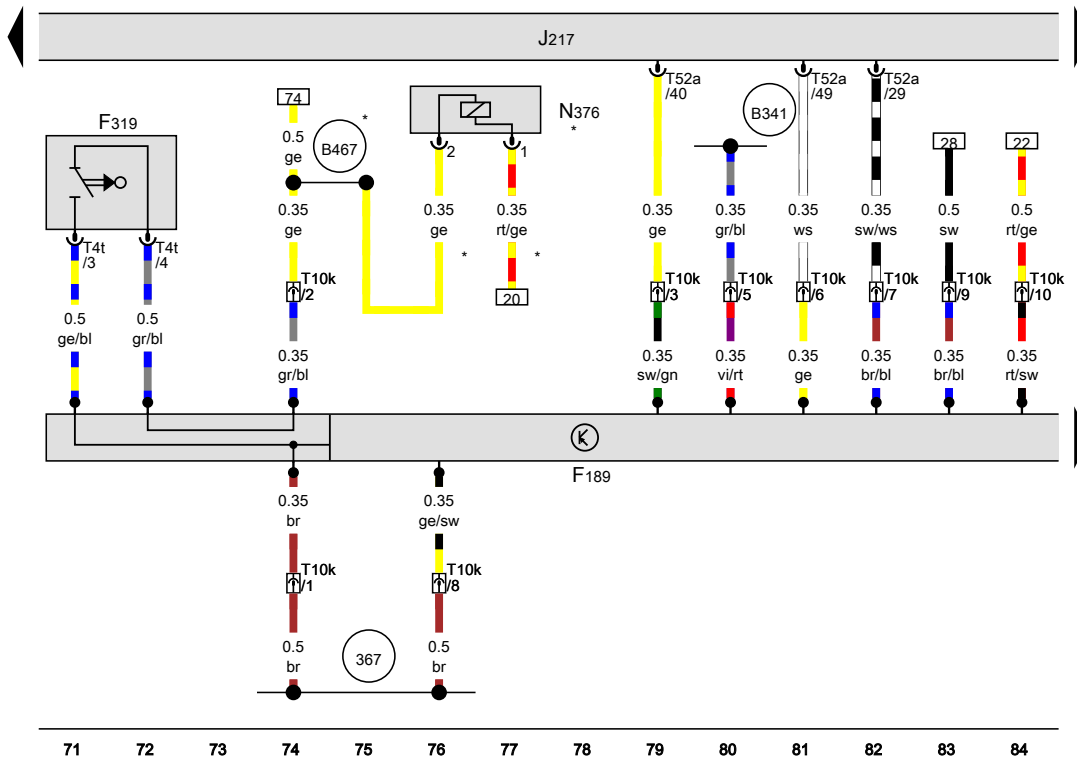 J217
T52a
/40
T52a
/49
T52a
/29
74
*
N376
*
B341
F319
0.5
ge
B467
2
1
28
22
0.35
ge
0.35
ge
0.35
rt/ge
0.35
ge
0.35
gr/bl
0.35
ws
0.35
sw/ws
0.5
sw
0.5
rt/ge
T4t
/3
T4t
/4
*
*
T10k
/2
20
T10k
/3
T10k
/5
T10k
/6
T10k
/7
T10k
/9
T10k
/10
0.5
ge/bl
0.5
gr/bl
0.35
gr/bl
0.35
sw/gn
0.35
vi/rt
0.35
ge
0.35
br/bl
0.35
br/bl
0.35
rt/sw
F189
0.35
br
0.35
ge/sw
T10k
/1
T10k
/8
0.5
br
367
0.5
br
71 72 73 74 75 76 77 78 79 80 81 82 83 84